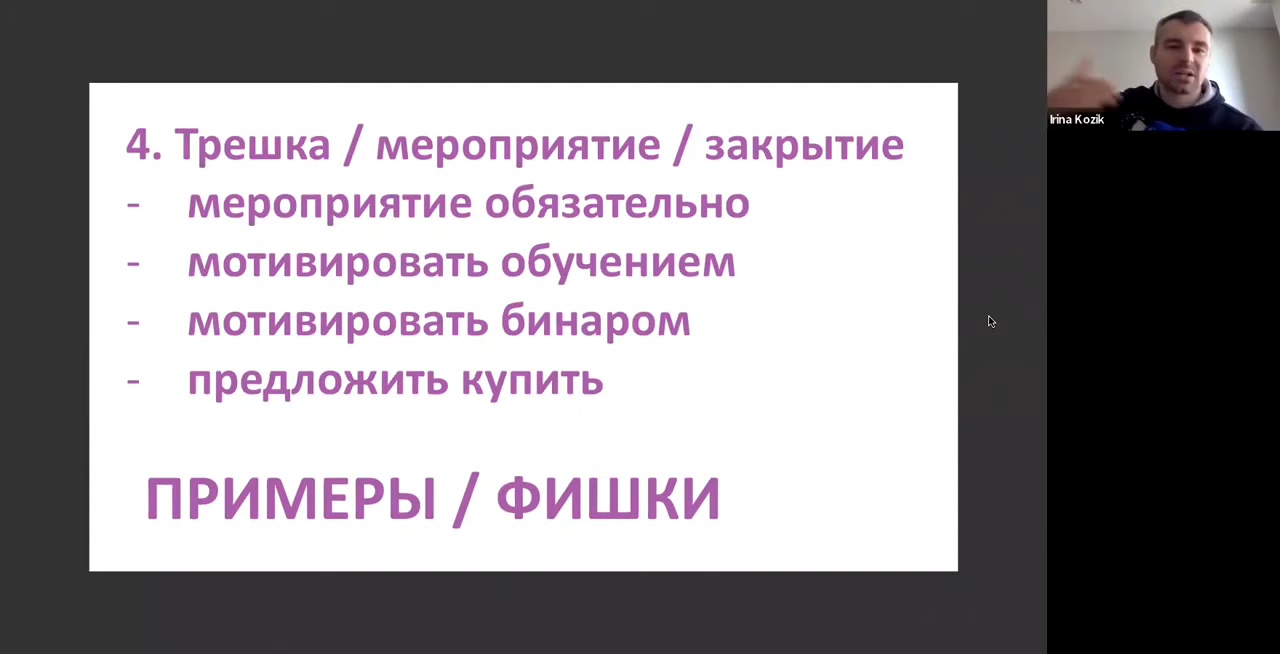 4. Трешка / мероприятие / закрытие
- мероприятие обязательно
- мотивировать обучением
- мотивировать бинаром
- предложить купить
ПРИМЕРЫ / ФИШКИ
Irina Kozik